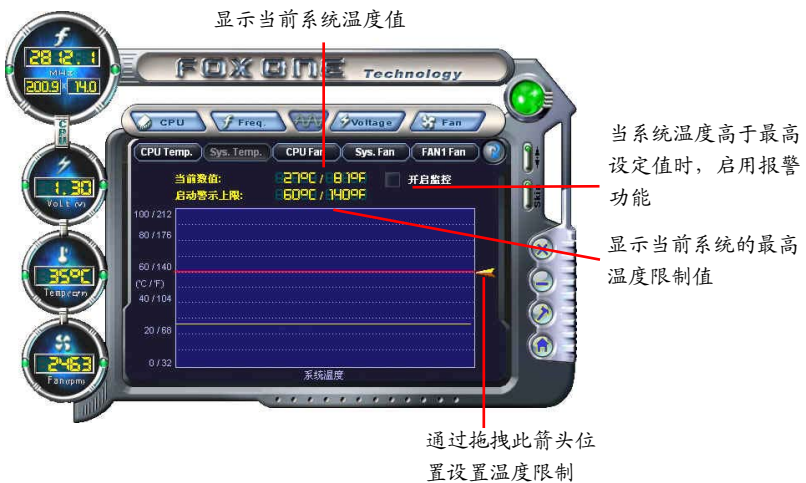 显示当前系统温度值
2812.1
MHz
200.9 × 14.0
FOX ONE Technology
CPU Freq. Voltage Fan
CPU
CPU Temp. Sys. Temp. CPU Fan Sys. Fan FAN1 Fan ?
当前数值: 27ºC / 81ºF 开启监控
启动警示上限: 60ºC / 140ºF
1.30
Volt (V)
Skin
当系统温度高于最高
设定值时，启用报警
功能
显示当前系统的最高
温度限制值
100 / 212
80 / 176
60 / 140
(℃ / ℉)
40 / 104
20 / 68
0 / 32
系统温度
35ºC
2463
Fan(rpm)
通过拖拽此箭头位
置设置温度限制